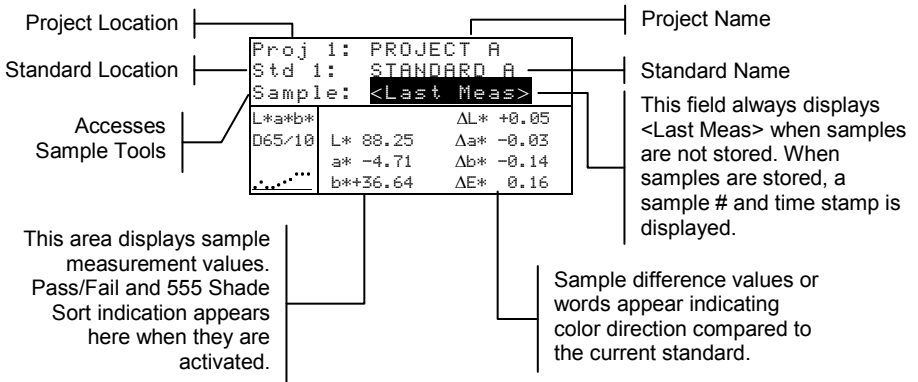 Project Location
Project Name
Proj 1: PROJECT A
Standard Location
Std 1: STANDARD A
Standard Name
Sample: <Last Meas>
Accesses
Sample Tools
This field always displays
<Last Meas> when samples
are not stored. When
samples are stored, a
sample # and time stamp is
displayed.
L*a*b*
D65/10
L* 88.25
a* -4.71
b*+36.64
ΔL* +0.05
Δa* -0.03
Δb* -0.14
ΔE* 0.16
This area displays sample
measurement values.
Pass/Fail and 555 Shade
Sort indication appears
here when they are
activated.
Sample difference values or
words appear indicating
color direction compared to
the current standard.